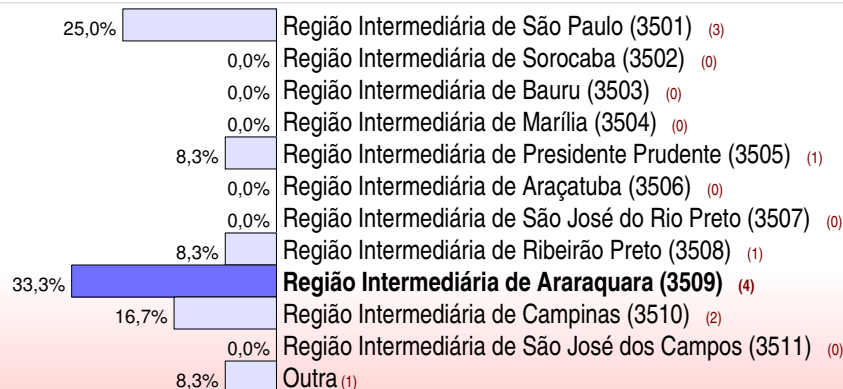 25,0% Região Intermediária de São Paulo (3501) (3)
0,0% Região Intermediária de Sorocaba (3502) (0)
0,0% Região Intermediária de Bauru (3503) (0)
0,0% Região Intermediária de Marília (3504) (0)
8,3% Região Intermediária de Presidente Prudente (3505) (1)
0,0% Região Intermediária de Araçatuba (3506) (0)
0,0% Região Intermediária de São José do Rio Preto (3507) (0)
8,3% Região Intermediária de Ribeirão Preto (3508) (1)
33,3% Região Intermediária de Araraquara (3509) (4)
16,7% Região Intermediária de Campinas (3510) (2)
0,0% Região Intermediária de São José dos Campos (3511) (0)
8,3% Outra (1)